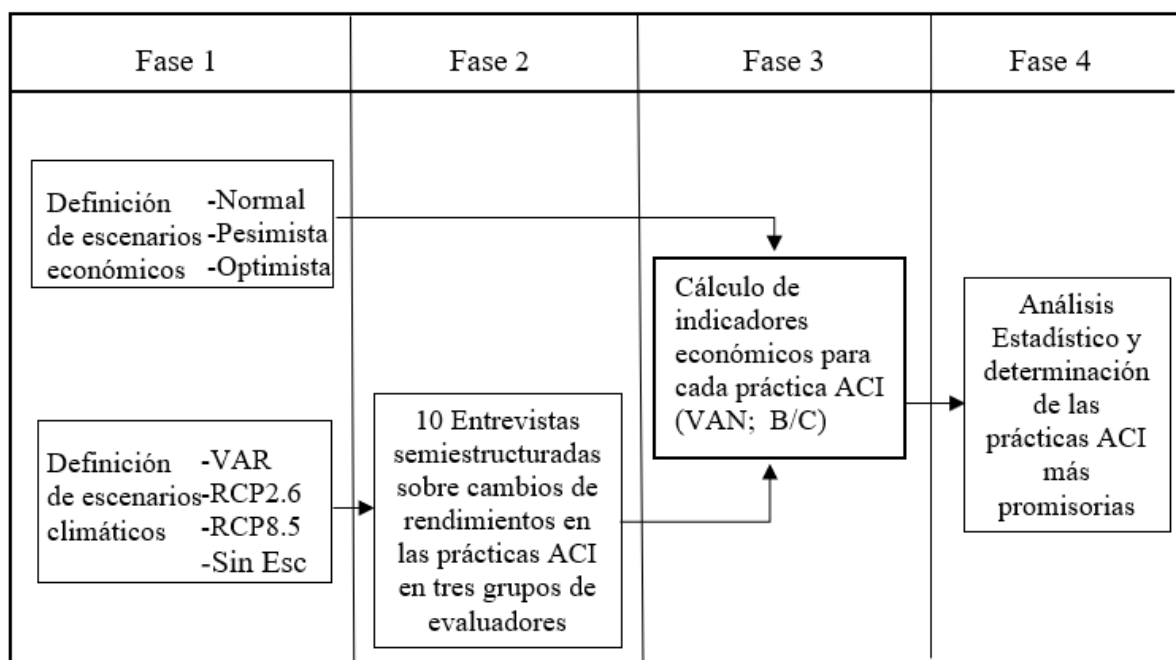 Fase 1
Fase 2
Fase 3
Fase 4
Definición -Normal
de escenarios -Pesimista
económicos -Optimista
Definición -VAR
de escenarios -RCP2.6
climáticos -RCP8.5
-Sin Esc
10 Entrevistas
semiestructuradas
sobre cambios de
rendimientos en
las prácticas ACI
en tres grupos de
evaluadores
Cálculo de
indicadores
económicos para
cada práctica ACI
(VAN; B/C)
Análisis
Estadístico y
determinación
de las
prácticas ACI
más
promisorias